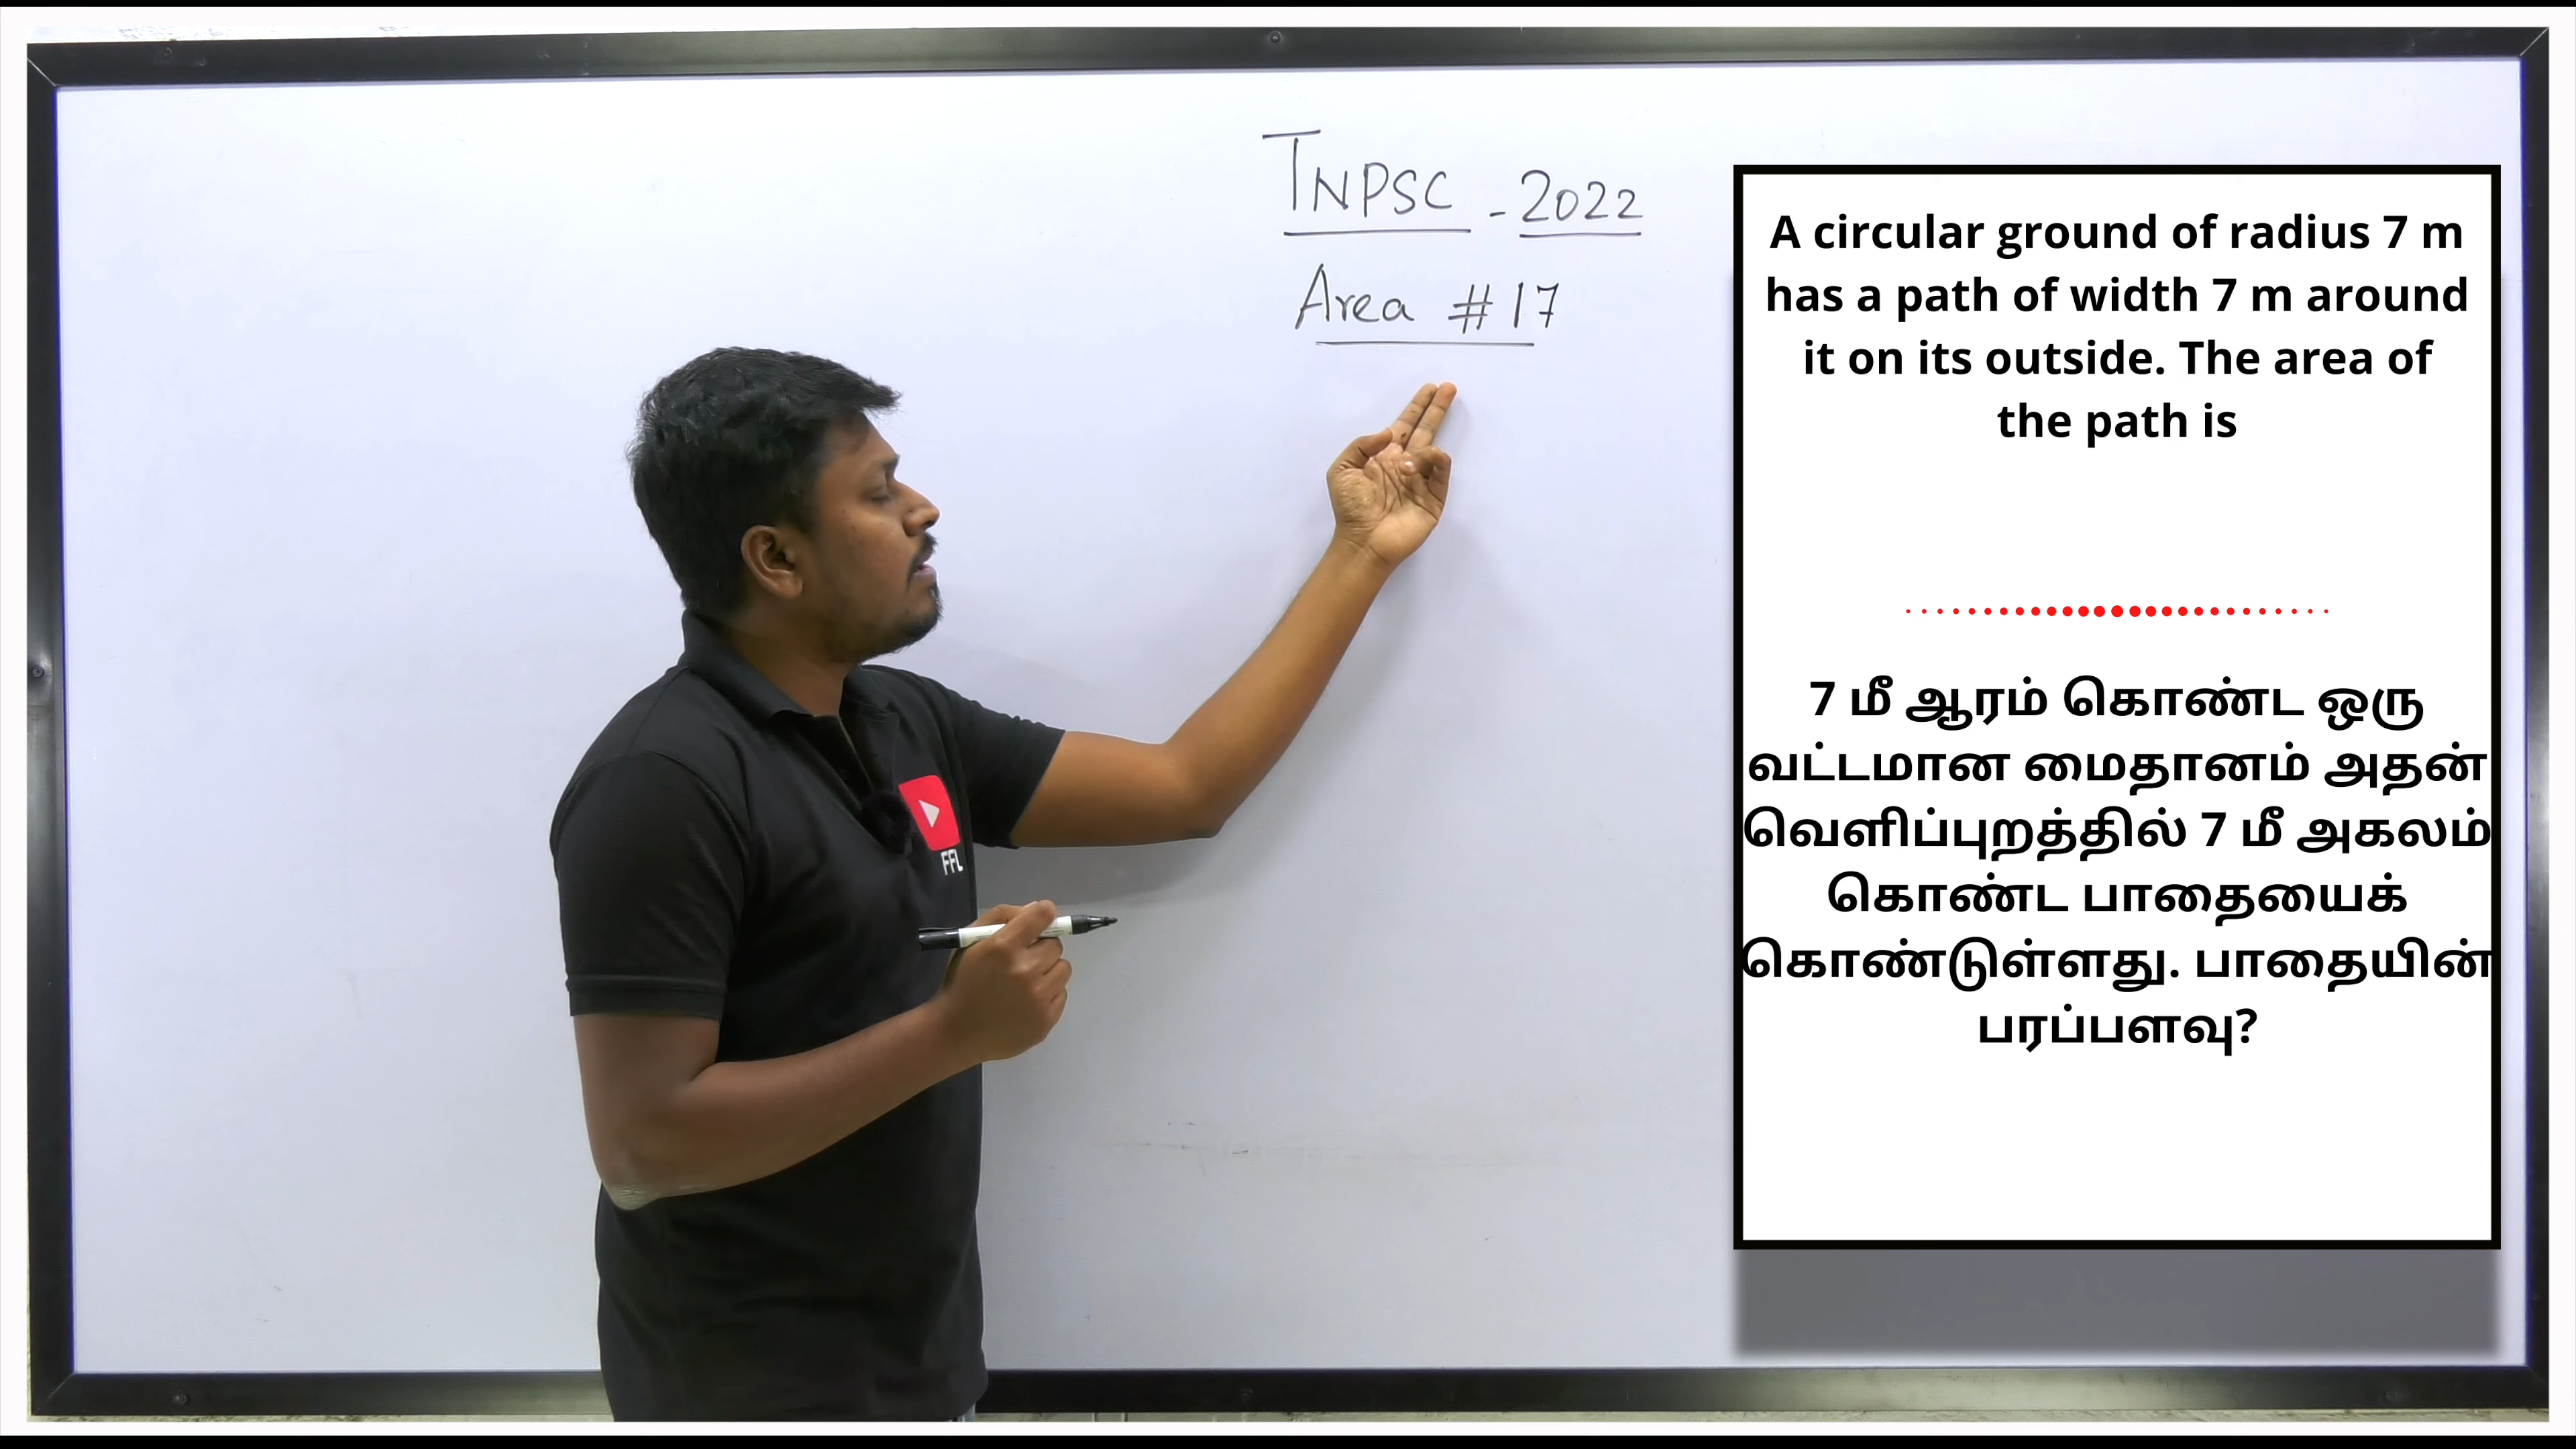 TNPSC - 2022
Area #17
A circular ground of radius 7 m
has a path of width 7 m around
it on its outside. The area of
the path is
7 மீ ஆரம் கொண்ட ஒரு
வட்டமான மைதானம் அதன்
வெளிப்புறத்தில் 7 மீ அகலம்
கொண்ட பாதையைக்
கொண்டுள்ளது. பாதையின்
பரப்பளவு?
FFL